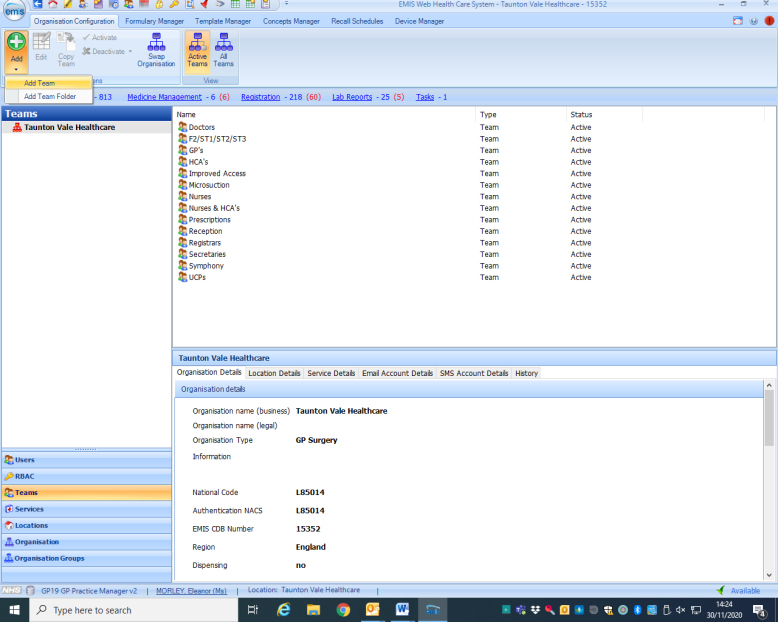 emis
EMIS Web Health Care System - Taunton Vale Healthcare - 15352
Organisation Configuration Formulary Manager Template Manager Concepts Manager Recall Schedules Device Manager
Add Edit Copy Team Activate Deactivate Swap Organisation Active Teams All Teams
View
Add Team
Add Team Folder
- 813 Medicine Management - 6 (6) Registration - 218 (60) Lab Reports - 25 (5) Tasks - 1
Teams
Taunton Vale Healthcare
Name Type Status
Doctors Team Active
F2/ST1/ST2/ST3 Team Active
GP's Team Active
HCA's Team Active
Improved Access Team Active
Microsuction Team Active
Nurses Team Active
Nurses & HCA's Team Active
Prescriptions Team Active
Reception Team Active
Registrars Team Active
Secretaries Team Active
Symphony Team Active
UCPs Team Active
Taunton Vale Healthcare
Organisation Details Location Details Service Details Email Account Details SMS Account Details History
Organisation details
Organisation name (business) Taunton Vale Healthcare
Organisation name (legal)
Organisation Type GP Surgery
Information
National Code L85014
Authentication NACS L85014
EMIS CDB Number 15352
Region England
Dispensing no
Users
RBAC
Teams
Services
Locations
Organisation
Organisation Groups
NHS GP19 GP Practice Manager v2 | MORLEY, Eleanor (Ms) | Location: Taunton Vale Healthcare | Available
Type here to search
14:24
30/11/2020
4